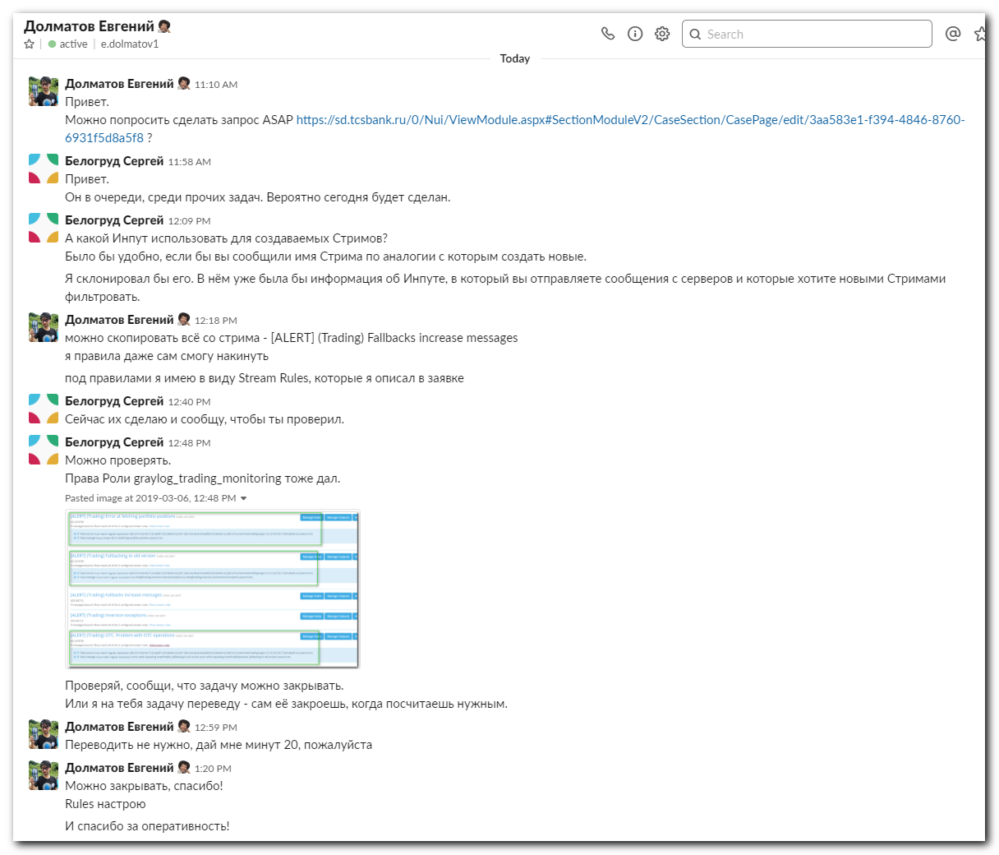 Долматов Евгений
active
e.dolmatov1
Search
Today
Долматов Евгений 11:10 AM
Привет.
Можно попросить сделать запрос ASAP https://sd.tcsbank.ru/0/Nui/ViewModule.aspx#SectionModuleV2/CaseSection/CasePage/edit/3aa583e1-f394-4846-8760-
6931f5d8a5f8 ?
Белогруд Сергей 11:58 AM
Привет.
Он в очереди, среди прочих задач. Вероятно сегодня будет сделан.
Белогруд Сергей 12:09 PM
А какой Инпут использовать для создаваемых Стримов?
Было бы удобно, если бы вы сообщили имя Стрима по аналогии с которым создать новые.
Я склонировал бы его. В нём уже была бы информация об Инпуте, в который вы отправляете сообщения с серверов и которые хотите новыми Стримами
фильтровать.
Долматов Евгений 12:18 PM
можно скопировать всё со стрима - [ALERT] (Trading) Fallbacks increase messages
я правила даже сам смогу накинуть
под правилами я имею в виду Stream Rules, которые я описал в заявке
Белогруд Сергей 12:40 PM
Сейчас их сделаю и сообщу, чтобы ты проверил.
Белогруд Сергей 12:48 PM
Можно проверять.
Права Роли graylog_trading_monitoring тоже дал.
Pasted image at 2019-03-06, 12:48 PM
[ALERT] (Trading) Error at fetching portfolio positions
Manage Rules Manage Outputs
[ALERT] (Trading) Fallbacking to old version
Manage Rules Manage Outputs
[ALERT] (Trading) Fallbacks increase messages
Manage Rules Manage Outputs
[ALERT] (Trading) Inversion exceptions
Manage Rules Manage Outputs
[ALERT] (Trading) OTC. Problem with OTC operations
Manage Rules Manage Outputs
Проверяй, сообщи, что задачу можно закрывать.
Или я на тебя задачу переведу - сам её закроешь, когда посчитаешь нужным.
Долматов Евгений 12:59 PM
Переводить не нужно, дай мне минут 20, пожалуйста
Долматов Евгений 1:20 PM
Можно закрывать, спасибо!
Rules настрою
И спасибо за оперативность!